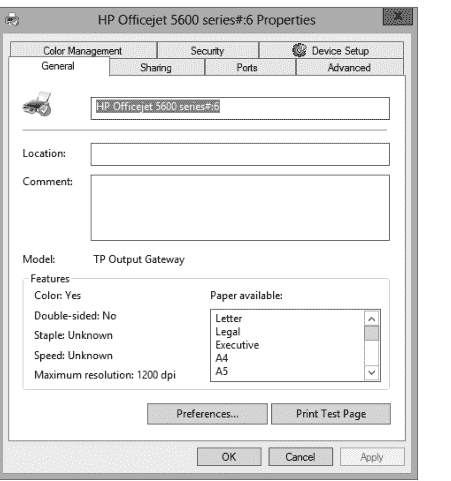 HP Officejet 5600 series#:6 Properties
Color Management Security Device Setup
General Sharing Ports Advanced
HP Officejet 5600 series#:6
Location:
Comment:
Model: TP Output Gateway
Features
Color: Yes Paper available:
Double-sided: No Letter
Staple: Unknown Legal
Executive
Speed: Unknown A4
Maximum resolution: 1200 dpi A5
Preferences... Print Test Page
OK Cancel Apply